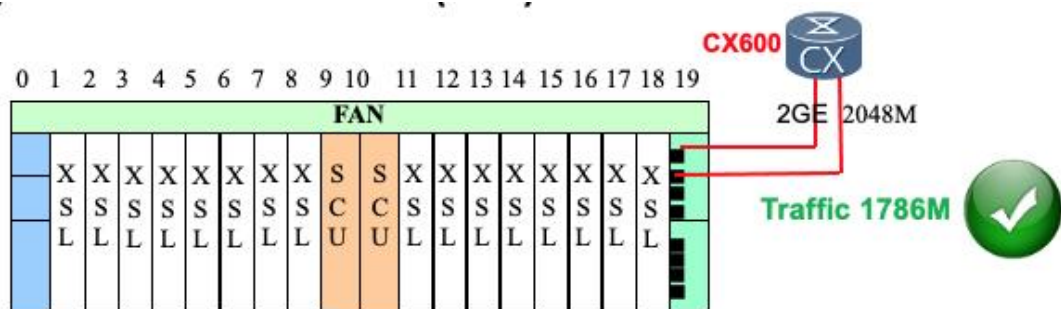 CX600
CX
0 1 2 3 4 5 6 7 8 9 10 11 12 13 14 15 16 17 18 19
FAN
2GE 2048M
X X X X X X X X S S X X X X X X X X
S S S S S S S S C C S S S S S S S S
L L L L L L L L U U L L L L L L L L
Traffic 1786M